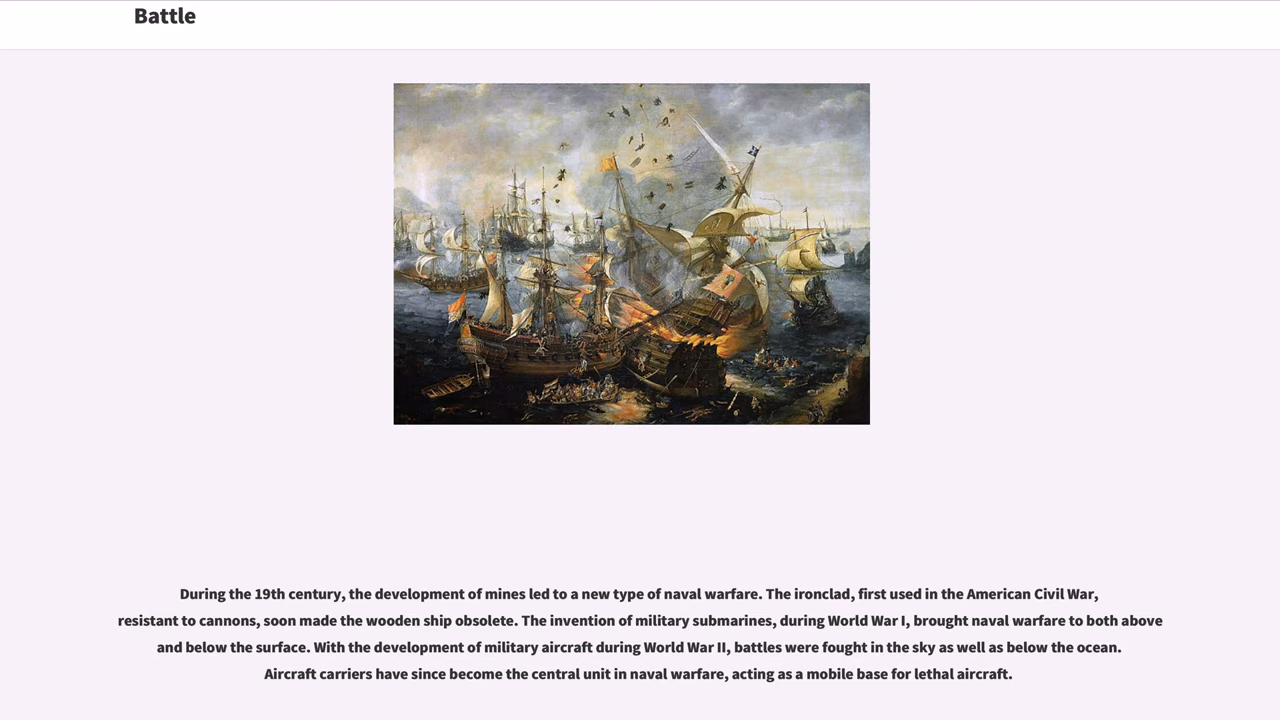 Battle
During the 19th century, the development of mines led to a new type of naval warfare. The ironclad, first used in the American Civil War,
resistant to cannons, soon made the wooden ship obsolete. The invention of military submarines, during World War I, brought naval warfare to both above
and below the surface. With the development of military aircraft during World War II, battles were fought in the sky as well as below the ocean.
Aircraft carriers have since become the central unit in naval warfare, acting as a mobile base for lethal aircraft.